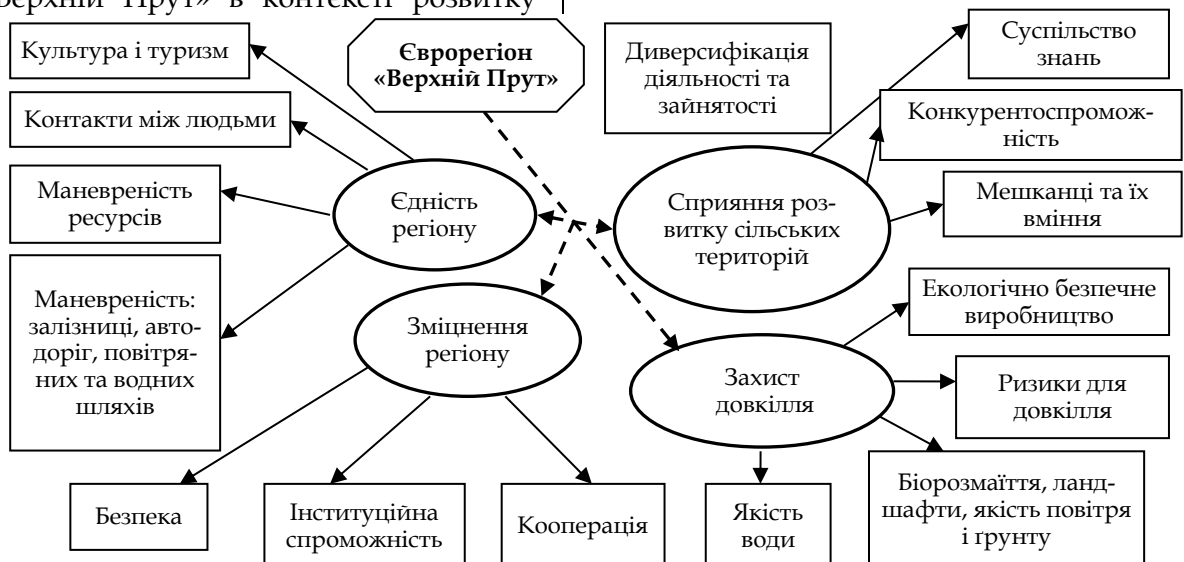 Верхній Прут» в контексті розвитку
Культура і туризм
Єврорегіон
«Верхній Прут»
Диверсифікація
діяльності та
зайнятості
Суспільство
знань
Контакти між людьми
Конкурентоспромож-
ність
Маневреність
ресурсів
Єдність
регіону
Сприяння роз-
витку сільських
територій
Мешканці та їх
вміння
Маневреність:
залізниці, авто-
доріг, повітря-
них та водних
шляхів
Зміцнення
регіону
Екологічно безпечне
виробництво
Захист
довкілля
Ризики для
довкілля
Безпека
Інституційна
спроможність
Кооперація
Якість
води
Біорозмаїття, ланд-
шафти, якість повітря
і ґрунту